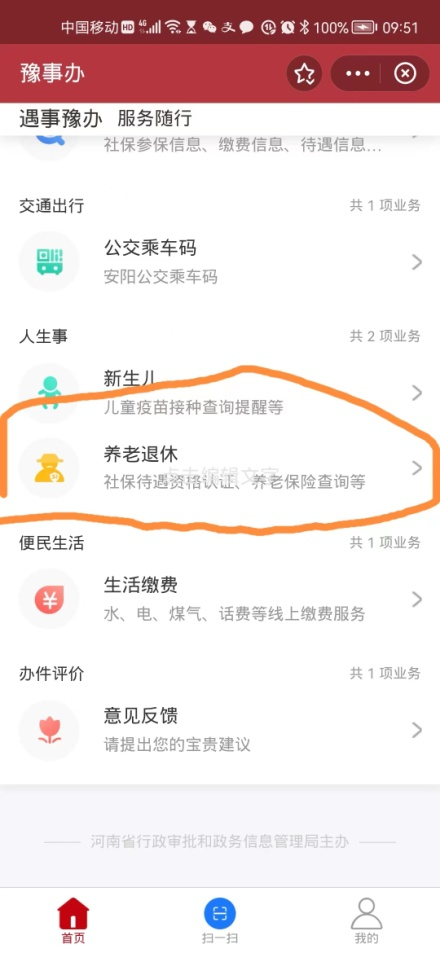 中国移动 HD 4G 100% 09:51
豫事办
遇事豫办 服务随行
社保参保信息、缴费信息、待遇信息...
交通出行 共 1 项业务
公交乘车码
安阳公交乘车码
人生事 共 2 项业务
新生儿
儿童疫苗接种查询提醒等
养老退休
点击编辑文字
社保待遇资格认证、养老保险查询等
便民生活 共 1 项业务
生活缴费
水、电、煤气、话费等线上缴费服务
办件评价 共 1 项业务
意见反馈
请提出您的宝贵建议
河南省行政审批和政务信息管理局主办
首页 扫一扫 我的